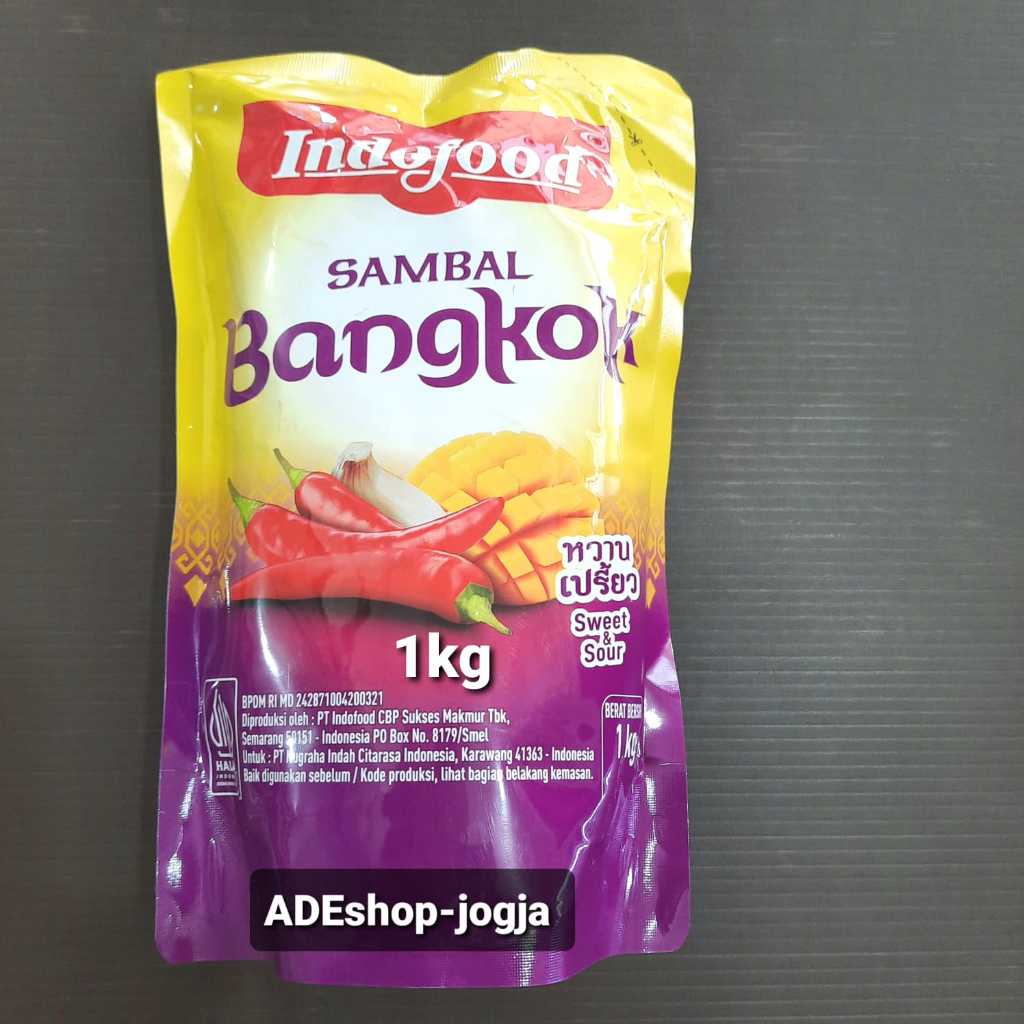 Indofood
SAMBAL
Bangkok
หวาน
เปรี้ยว
Sweet
&
Sour
1kg
BPOM RI MD 242871004200321
Diproduksi oleh : PT Indofood CBP Sukses Makmur Tbk,
Semarang 50151 - Indonesia PO Box No. 8179/Smel
Untuk : PT Nugraha Indah Citarasa Indonesia, Karawang 41363 - Indonesia
Baik digunakan sebelum / Kode produksi, lihat bagian belakang kemasan.
HALAL
BERAT BERSIH
1 kg
ADEshop-jogja